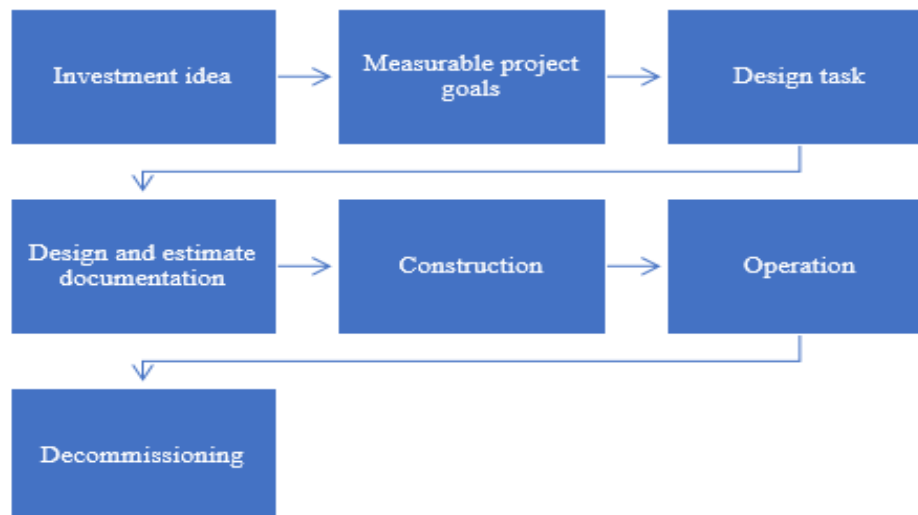 Investment idea
Measurable project
goals
Design task
Design and estimate
documentation
Construction
Operation
Decommissioning